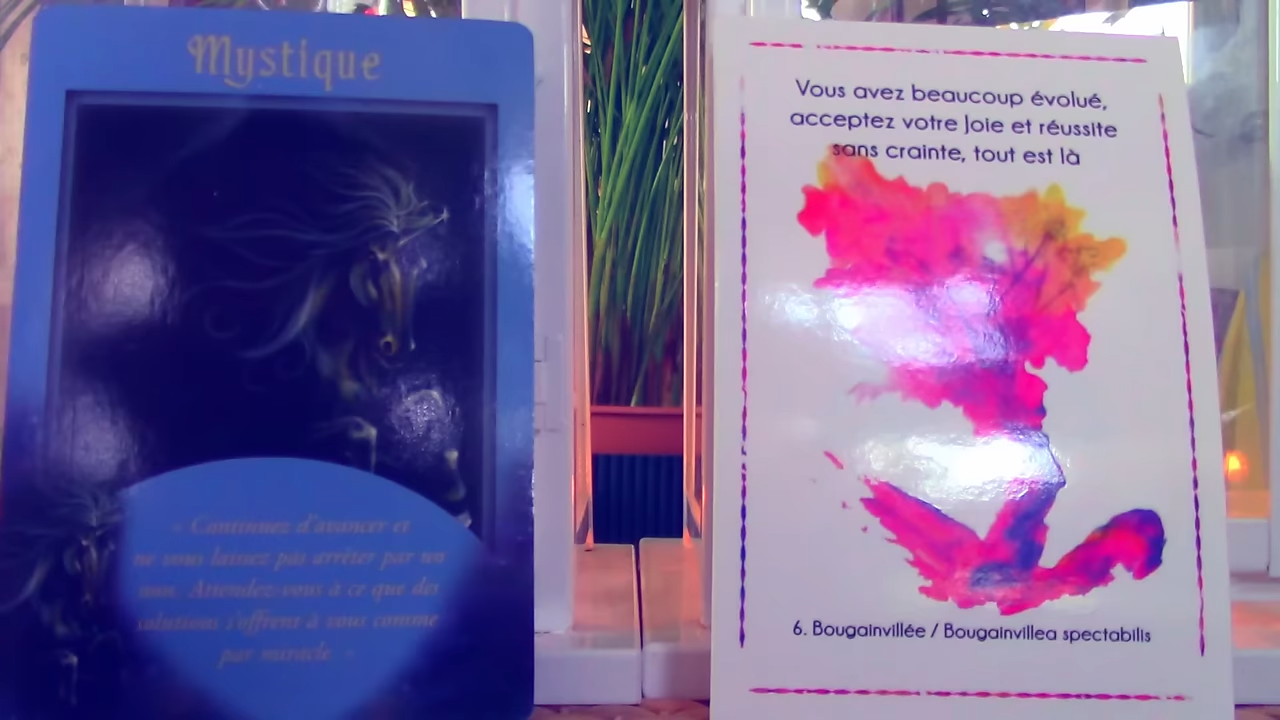 Mystique
« Continuez d'avancer et
ne vous laissez pas arrêter par un
non. Attendez-vous à ce que des
solutions s'offrent à vous comme
par miracle. »
Vous avez beaucoup évolué,
acceptez votre Joie et réussite
sans crainte, tout est là
6. Bougainvillée / Bougainvillea spectabilis